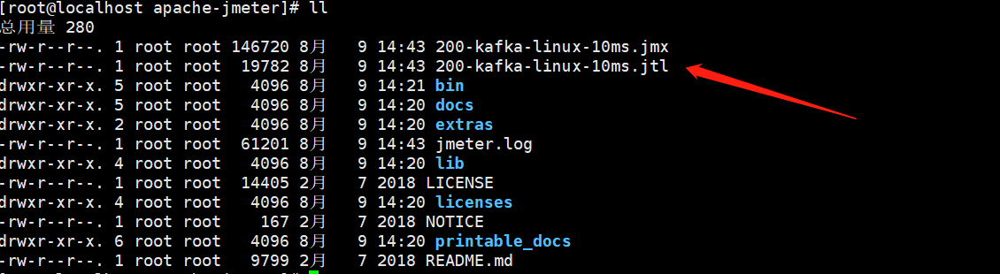 [root@localhost apache-jmeter]# ll
总用量 280
-rw-r--r--. 1 root root 146720 8月   9 14:43 200-kafka-linux-10ms.jmx
-rw-r--r--. 1 root root  19782 8月   9 14:43 200-kafka-linux-10ms.jtl
drwxr-xr-x. 5 root root   4096 8月   9 14:21 bin
drwxr-xr-x. 5 root root   4096 8月   9 14:20 docs
drwxr-xr-x. 2 root root   4096 8月   9 14:20 extras
-rw-r--r--. 1 root root  61201 8月   9 14:43 jmeter.log
drwxr-xr-x. 4 root root   4096 8月   9 14:20 lib
-rw-r--r--. 1 root root  14405 2月   7 2018 LICENSE
drwxr-xr-x. 4 root root   4096 8月   9 14:20 licenses
-rw-r--r--. 1 root root    167 2月   7 2018 NOTICE
drwxr-xr-x. 6 root root   4096 8月   9 14:20 printable_docs
-rw-r--r--. 1 root root   9799 2月   7 2018 README.md